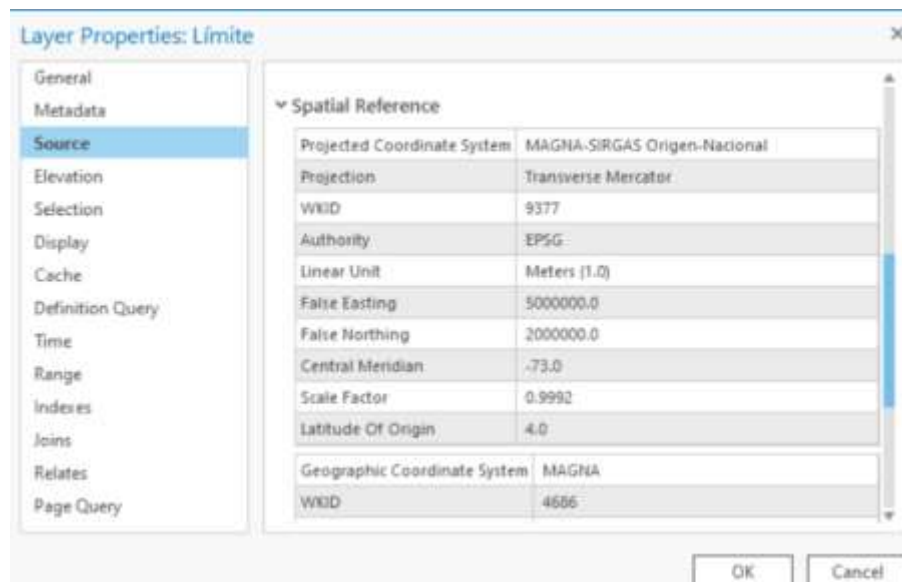 Layer Properties: Límite
General
Metadata
Source
Elevation
Selection
Display
Cache
Definition Query
Time
Range
Indexes
Joins
Relates
Page Query
Spatial Reference
Projected Coordinate System MAGNA-SIRGAS Origen-Nacional
Projection Transverse Mercator
WKID 9377
Authority EPSG
Linear Unit Meters (1.0)
False Easting 5000000.0
False Northing 2000000.0
Central Meridian -73.0
Scale Factor 0.9992
Latitude Of Origin 4.0
Geographic Coordinate System MAGNA
WKID 4686
OK Cancel